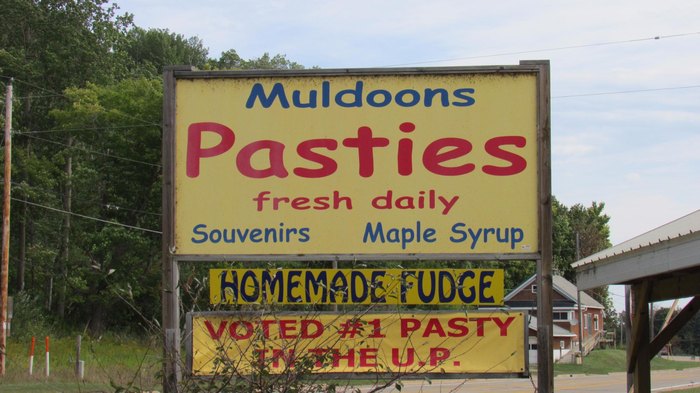 Muldoons
Pasties
fresh daily
Souvenirs Maple Syrup
HOMEMADE FUDGE
VOTED #1 PASTY
IN THE U.P.